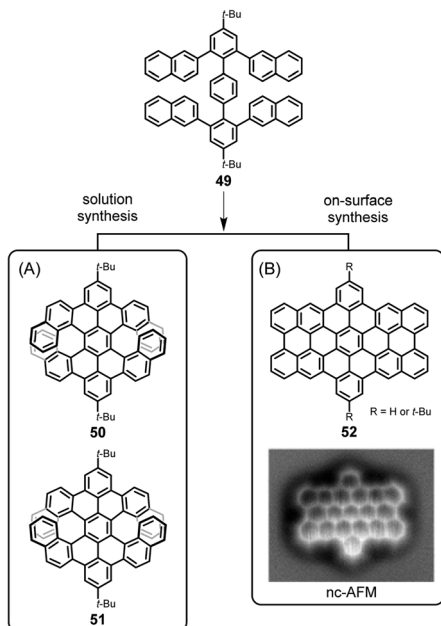 t-Bu
t-Bu
49
solution
synthesis
on-surface
synthesis
(A)
t-Bu
t-Bu
50
t-Bu
t-Bu
51
(B)
R
R
R = H or t-Bu
52
nc-AFM